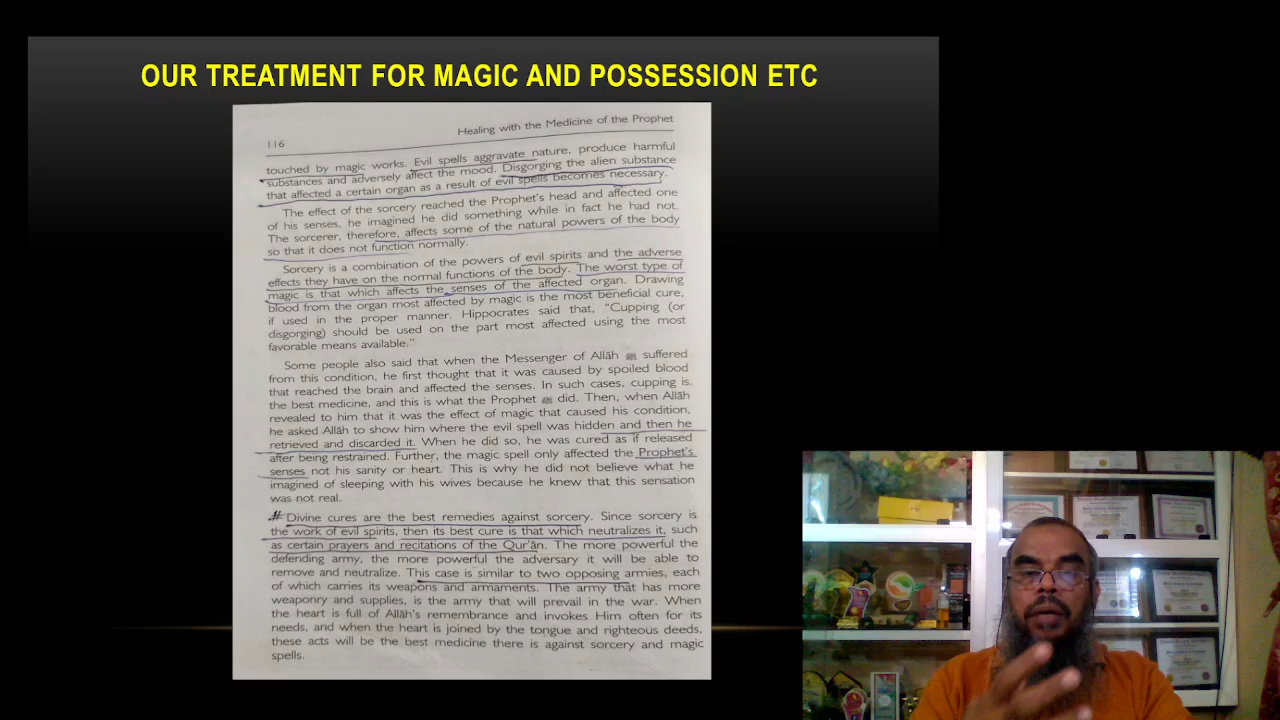 OUR TREATMENT FOR MAGIC AND POSSESSION ETC
116
Healing with the Medicine of the Prophet
touched by magic works. Evil spells aggravate nature, produce harmful
substances and adversely affect the mood. Disgorging the alien substance
that affected a certain organ as a result of evil spells becomes necessary.
The effect of the sorcery reached the Prophet's head and affected one
of his senses, he imagined he did something while in fact he had not.
The sorcerer, therefore, affects some of the natural powers of the body
so that it does not function normally.
Sorcery is a combination of the powers of evil spirits and the adverse
effects they have on the normal functions of the body. The worst type of
magic is that which affects the senses of the affected organ. Drawing
blood from the organ most affected by magic is the most beneficial cure,
if used in the proper manner. Hippocrates said that, "Cupping (or
disgorging) should be used on the part most affected using the most
favorable means available."
Some people also said that when the Messenger of Allāh ﷺ suffered
from this condition, he first thought that it was caused by spoiled blood
that reached the brain and affected the senses. In such cases, cupping is
the best medicine, and this is what the Prophet ﷺ did. Then, when Allāh
revealed to him that it was the effect of magic that caused his condition,
he asked Allāh to show him where the evil spell was hidden and then he
retrieved and discarded it. When he did so, he was cured as if released
after being restrained. Further, the magic spell only affected the Prophet's
senses not his sanity or heart. This is why he did not believe what he
imagined of sleeping with his wives because he knew that this sensation
was not real.
# Divine cures are the best remedies against sorcery. Since sorcery is
the work of evil spirits, then its best cure is that which neutralizes it, such
as certain prayers and recitations of the Qur'ān. The more powerful the
defending army, the more powerful the adversary it will be able to
remove and neutralize. This case is similar to two opposing armies, each
of which carries its weapons and armaments. The army that has more
weaponry and supplies, is the army that will prevail in the war. When
the heart is full of Allāh's remembrance and invokes Him often for its
needs, and when the heart is joined by the tongue and righteous deeds,
these acts will be the best medicine there is against sorcery and magic
spells.